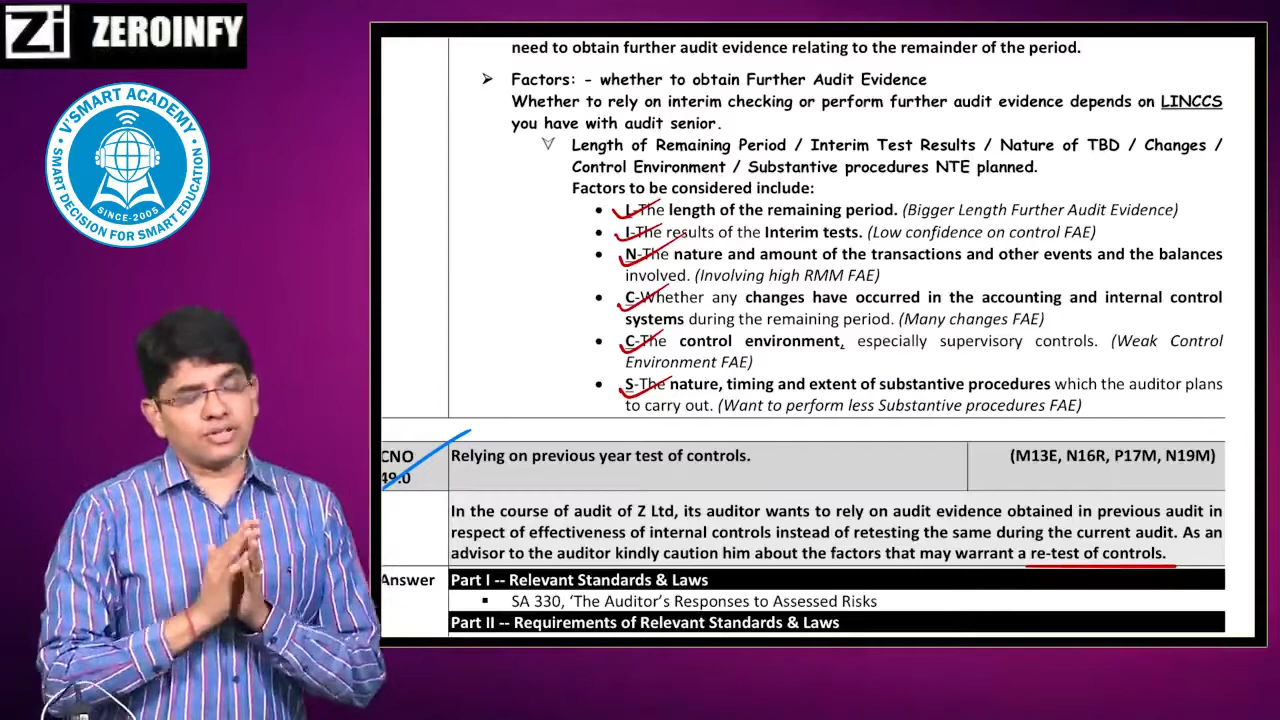 Zi ZEROINFY
V'SMART ACADEMY
SMART DECISION FOR SMART EDUCATION
SINCE-2005
need to obtain further audit evidence relating to the remainder of the period.
Factors: - whether to obtain Further Audit Evidence
Whether to rely on interim checking or perform further audit evidence depends on LINCCS
you have with audit senior.
Length of Remaining Period / Interim Test Results / Nature of TBD / Changes /
Control Environment / Substantive procedures NTE planned.
Factors to be considered include:
L-The length of the remaining period. (Bigger Length Further Audit Evidence)
I-The results of the Interim tests. (Low confidence on control FAE)
N-The nature and amount of the transactions and other events and the balances
involved. (Involving high RMM FAE)
C-Whether any changes have occurred in the accounting and internal control
systems during the remaining period. (Many changes FAE)
C-The control environment, especially supervisory controls. (Weak Control
Environment FAE)
S-The nature, timing and extent of substantive procedures which the auditor plans
to carry out. (Want to perform less Substantive procedures FAE)
CNO
49.0
Relying on previous year test of controls.
(M13E, N16R, P17M, N19M)
In the course of audit of Z Ltd, its auditor wants to rely on audit evidence obtained in previous audit in
respect of effectiveness of internal controls instead of retesting the same during the current audit. As an
advisor to the auditor kindly caution him about the factors that may warrant a re-test of controls.
Answer
Part I -- Relevant Standards & Laws
SA 330, ‘The Auditor’s Responses to Assessed Risks
Part II -- Requirements of Relevant Standards & Laws